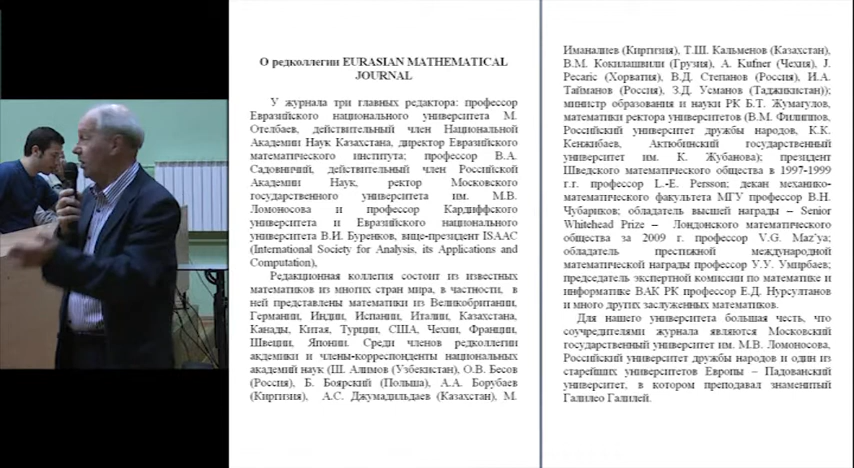 О редколлегии EURASIAN MATHEMATICAL
JOURNAL
У журнала три главных редактора: профессор
Евразийского национального университета М.
Отелбаев, действительный член Национальной
Академии Наук Казахстана, директор Евразийского
математического института; профессор В.А.
Садовничий, действительный член Российской
Академии Наук, ректор Московского
государственного университета им. М.В.
Ломоносова и профессор Кардиффского
университета и Евразийского национального
университета В.И. Буренков, вице-президент ISAAC
(International Society for Analysis, its Applications and
Computation),
Редакционная коллегия состоит из известных
математиков из многих стран мира, в частности, в
ней представлены математики из Великобритании,
Германии, Индии, Испании, Италии, Казахстана,
Канады, Китая, Турции, США, Чехии, Франции,
Швеции, Японии. Среди членов редколлегии
акдемики и члены-корреспонденты национальных
академий наук (Ш. Алимов (Узбекистан), О.В. Бесов
(Россия), Б. Боярский (Польша), А.А. Борубаев
(Киргизия), А.С. Джумадильдаев (Казахстан), М.
Иманалиев (Киргизия), Т.Ш. Кальменов (Казахстан),
В.М. Кокилашвили (Грузия), A. Kufner (Чехия), J.
Pecaric (Хорватия), В.Д. Степанов (Россия), И.А.
Тайманов (Россия), З.Д. Усманов (Таджикистан));
министр образования и науки РК Б.Т. Жумагулов,
математики ректора университетов (В.М. Филиппов,
Российский университет дружбы народов, К.К.
Кенжибаев, Актюбинский государственный
университет им. К. Жубанова); президент
Шведского математического общества в 1997-1999
г.г. профессор L.-E. Persson; декан механико-
математического факультета МГУ профессор В.Н.
Чубариков; обладатель высшей награды – Senior
Whitehead Prize – Лондонского математического
общества за 2009 г. профессор V.G. Maz'ya;
обладатель престижной международной
математической награды профессор У.У. Умирбаев;
председатель экспертной комиссии по математике и
информатике ВАК РК профессор Е.Д. Нурсултанов
и много других заслуженных математиков.
Для нашего университета большая честь, что
соучредителями журнала являются Московский
государственный университет им. М.В. Ломоносова,
Российский университет дружбы народов и один из
старейших университетов Европы – Падованский
университет, в котором преподавал знаменитый
Галилео Галилей.